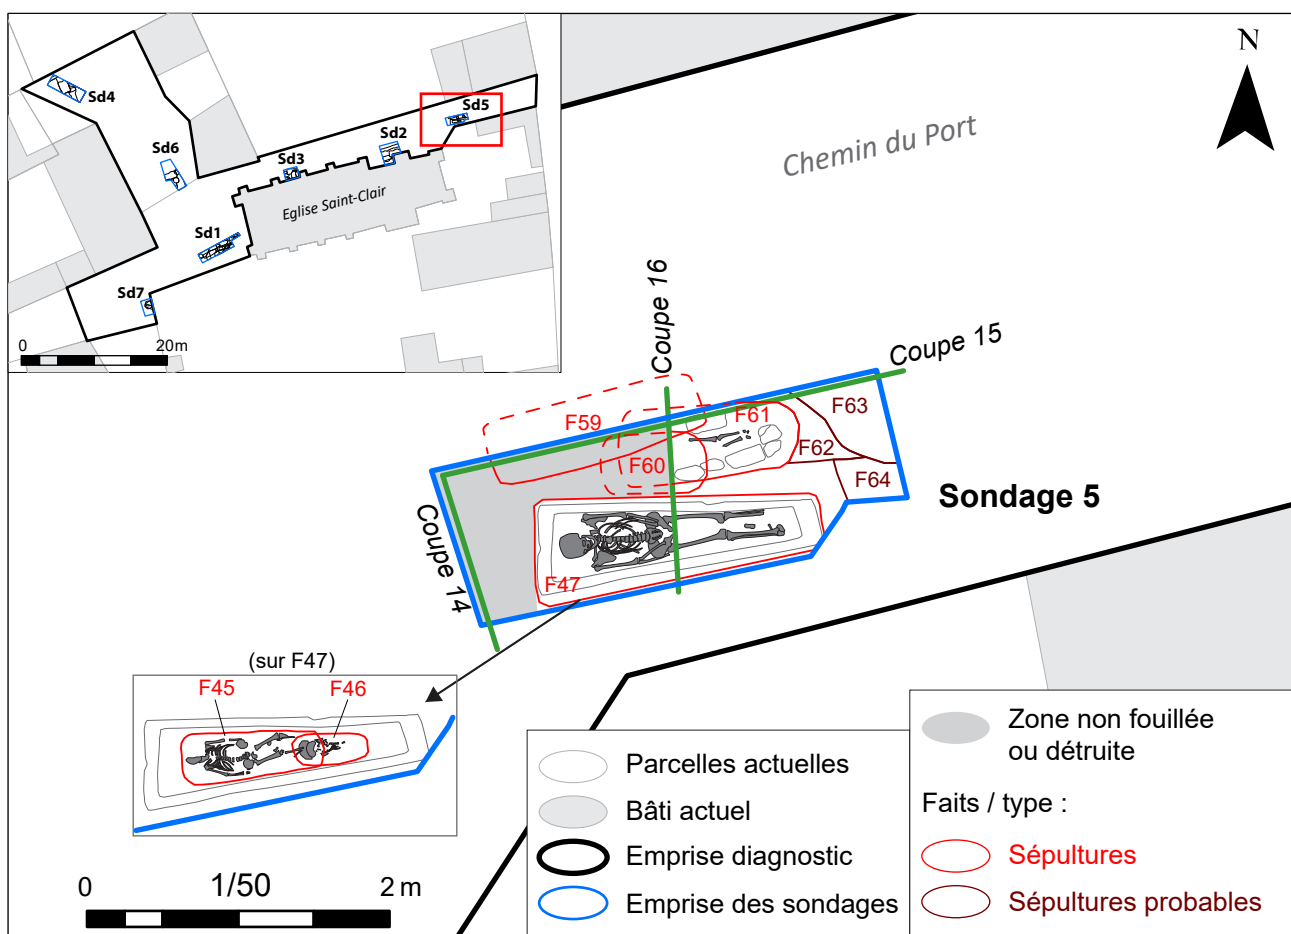 Sd4
Sd5
Sd2
Sd6
Sd3
Eglise Saint-Clair
Sd1
Sd7
0
20m
N
Chemin du Port
Coupe 16
Coupe 15
Coupe 14
F59
F61
F63
F62
F60
F64
Sondage 5
F47
(sur F47)
F45
F46
0
1/50
2 m
Parcelles actuelles
Bâti actuel
Emprise diagnostic
Emprise des sondages
Zone non fouillée
ou détruite
Faits / type :
Sépultures
Sépultures probables